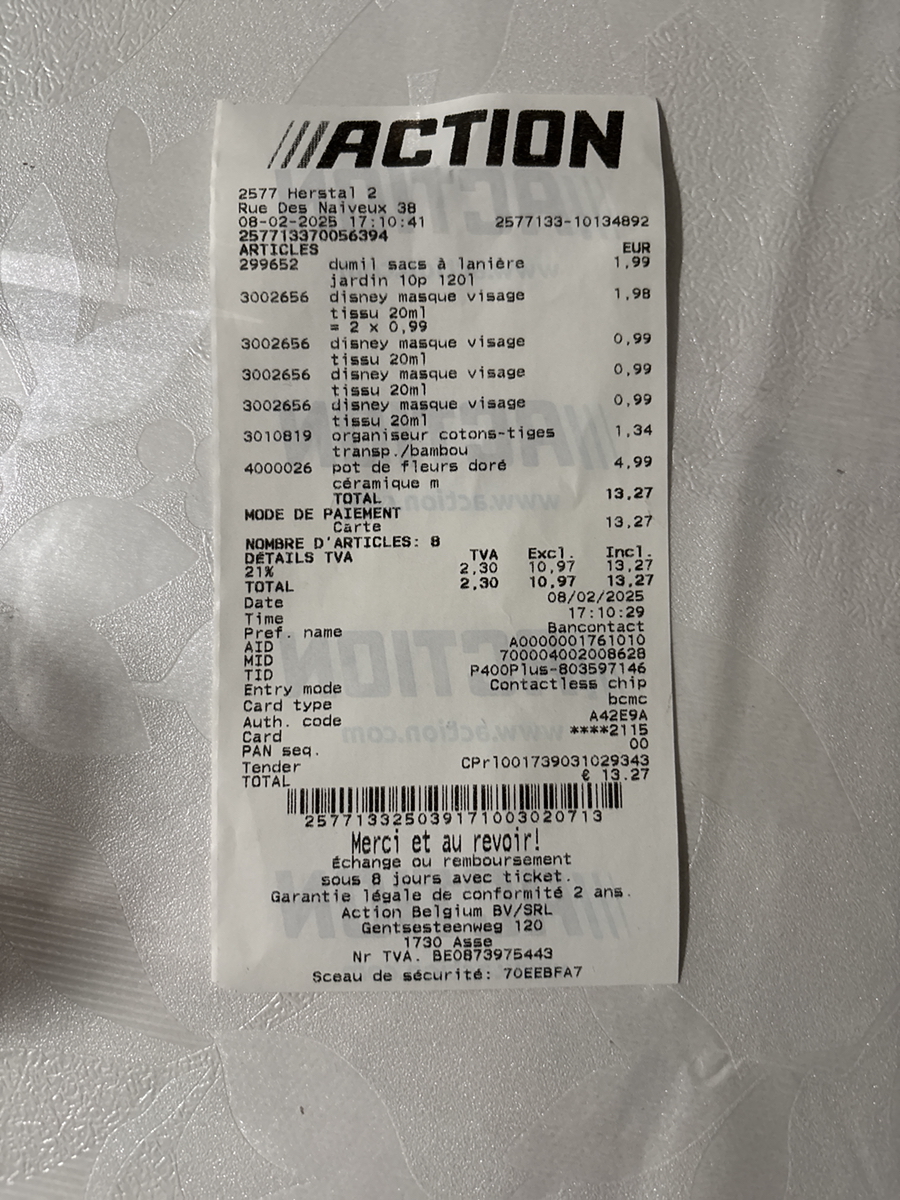 ///ACTION
2577 Herstal 2
Rue Des Naiveux 38
08-02-2025 17:10:41 2577133-10134892
257713370056394
ARTICLES EUR
299652 dumil sacs à lanière 1,99
jardin 10p 120l
3002656 disney masque visage 1,98
tissu 20ml
= 2 x 0,99
3002656 disney masque visage 0,99
tissu 20ml
3002656 disney masque visage 0,99
tissu 20ml
3002656 disney masque visage 0,99
tissu 20ml
3010819 organiseur cotons-tiges 1,34
transp./bambou
4000026 pot de fleurs doré 4,99
céramique m
TOTAL 13,27
MODE DE PAIEMENT
Carte 13,27
NOMBRE D'ARTICLES: 8
DÉTAILS TVA TVA Excl. Incl.
21% 2,30 10,97 13,27
TOTAL 2,30 10,97 13,27
Date 08/02/2025
Time 17:10:29
Pref. name Bancontact
AID A0000001761010
MID 700004002008628
TID P400Plus-803597146
Entry mode Contactless chip
Card type bcmc
Auth. code A42E9A
Card ****2115
PAN seq. 00
Tender CPrl001739031029343
TOTAL € 13.27
257713325039171003020713
Merci et au revoir!
Échange ou remboursement
sous 8 jours avec ticket.
Garantie légale de conformité 2 ans.
Action Belgium BV/SRL
Gentsesteenweg 120
1730 Asse
Nr TVA. BE0873975443
Sceau de sécurité: 70EEBFA7